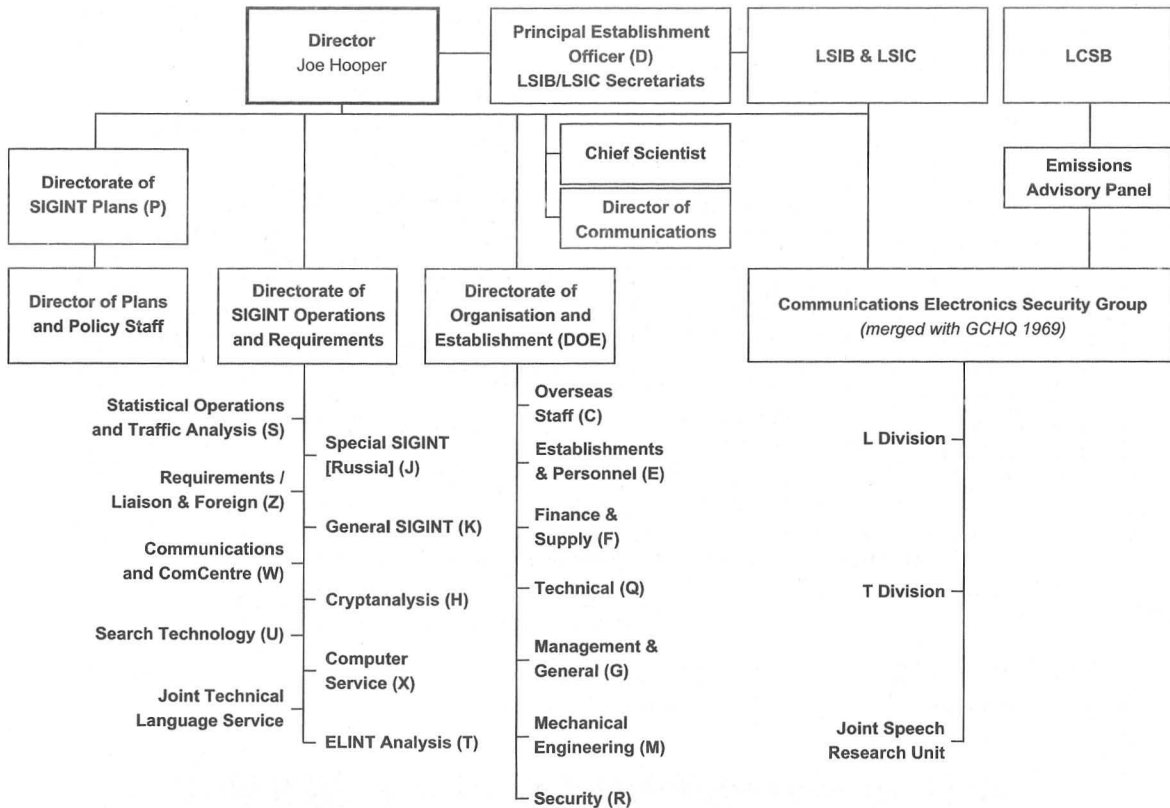 Director
Joe Hooper
Principal Establishment
Officer (D)
LSIB/LSIC Secretariats
LSIB & LSIC
LCSB
Chief Scientist
Director of
Communications
Emissions
Advisory Panel
Directorate of
SIGINT Plans (P)
Director of Plans
and Policy Staff
Directorate of
SIGINT Operations
and Requirements
Directorate of
Organisation and
Establishment (DOE)
Communications Electronics Security Group
(merged with GCHQ 1969)
Statistical Operations
and Traffic Analysis (S)
Special SIGINT
[Russia] (J)
Requirements /
Liaison & Foreign (Z)
General SIGINT (K)
Communications
and ComCentre (W)
Cryptanalysis (H)
Search Technology (U)
Computer
Service (X)
Joint Technical
Language Service
ELINT Analysis (T)
Overseas
Staff (C)
Establishments
& Personnel (E)
Finance &
Supply (F)
Technical (Q)
Management &
General (G)
Mechanical
Engineering (M)
Security (R)
L Division
T Division
Joint Speech
Research Unit